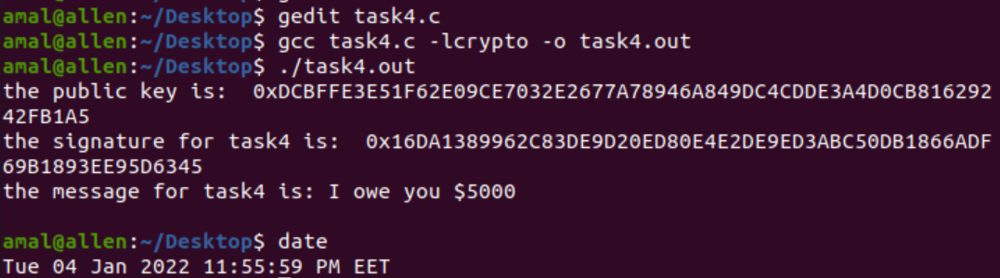 amal@allen:~/Desktop$ gedit task4.c
amal@allen:~/Desktop$ gcc task4.c -lcrypto -o task4.out
amal@allen:~/Desktop$ ./task4.out
the public key is:  0xDCBFFE3E51F62E09CE7032E2677A78946A849DC4CDDE3A4D0CB816292
42FB1A5
the signature for task4 is:  0x16DA1389962C83DE9D20ED80E4E2DE9ED3ABC50DB1866ADF
69B1893EE95D6345
the message for task4 is: I owe you $5000
amal@allen:~/Desktop$ date
Tue 04 Jan 2022 11:55:59 PM EET